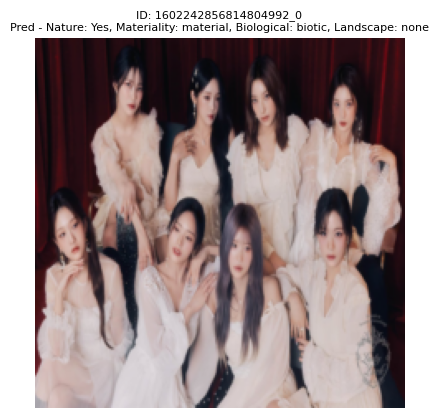 ID: 1602242856814804992_0
Pred - Nature: Yes, Materiality: material, Biological: biotic, Landscape: none